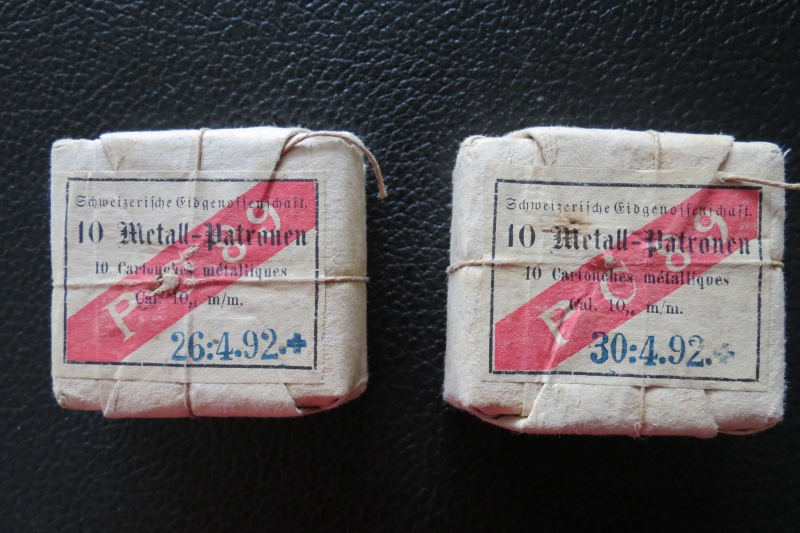 Schweizerische Eidgenossenschaft.
10 Metall-Patronen
10 Cartouches métalliques
Cal. 10,4 m/m.
P C 89
26.4.92.+
Schweizerische Eidgenossenschaft.
10 Metall-Patronen
10 Cartouches métalliques
Cal. 10,4 m/m.
P C 89
30.4.92.+